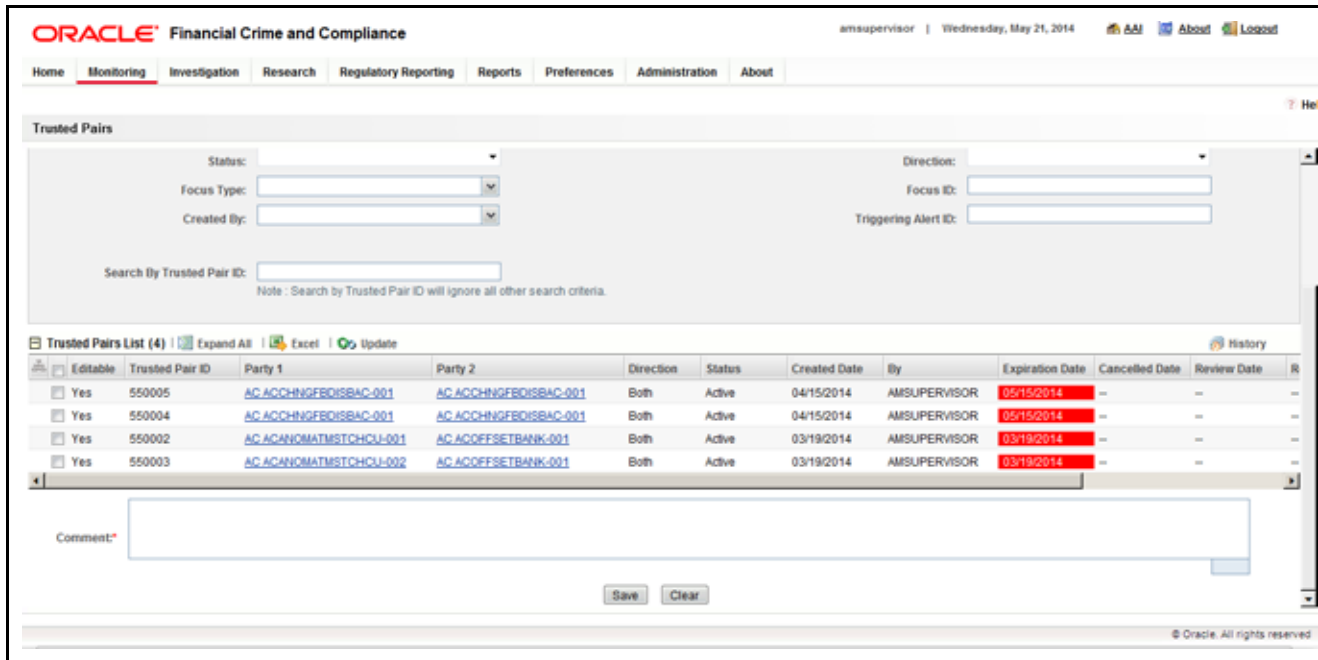 ORACLE Financial Crime and Compliance
amsupervisor | Wednesday, May 21, 2014 AAI About Logout
Home Monitoring Investigation Research Regulatory Reporting Reports Preferences Administration About
? Hel
Trusted Pairs
Status: Direction:
Focus Type: Focus ID:
Created By: Triggering Alert ID:
Search By Trusted Pair ID:
Note : Search by Trusted Pair ID will ignore all other search criteria.
Trusted Pairs List (4) | Expand All | Excel | Update History
Editable Trusted Pair ID Party 1 Party 2 Direction Status Created Date By Expiration Date Cancelled Date Review Date R
Yes 550005 AC ACCHNGFBDISBAC-001 AC ACCHNGFBDISBAC-001 Both Active 04/15/2014 AMSUPERVISOR 05/15/2014 -- -- --
Yes 550004 AC ACCHNGFBDISBAC-001 AC ACCHNGFBDISBAC-001 Both Active 04/15/2014 AMSUPERVISOR 05/15/2014 -- -- --
Yes 550002 AC ACANOMATMSTCHCU-001 AC ACOFFSETBANK-001 Both Active 03/19/2014 AMSUPERVISOR 03/19/2014 -- -- --
Yes 550003 AC ACANOMATMSTCHCU-002 AC ACOFFSETBANK-001 Both Active 03/19/2014 AMSUPERVISOR 03/19/2014 -- -- --
Comment:*
Save Clear
© Oracle. All rights reserved